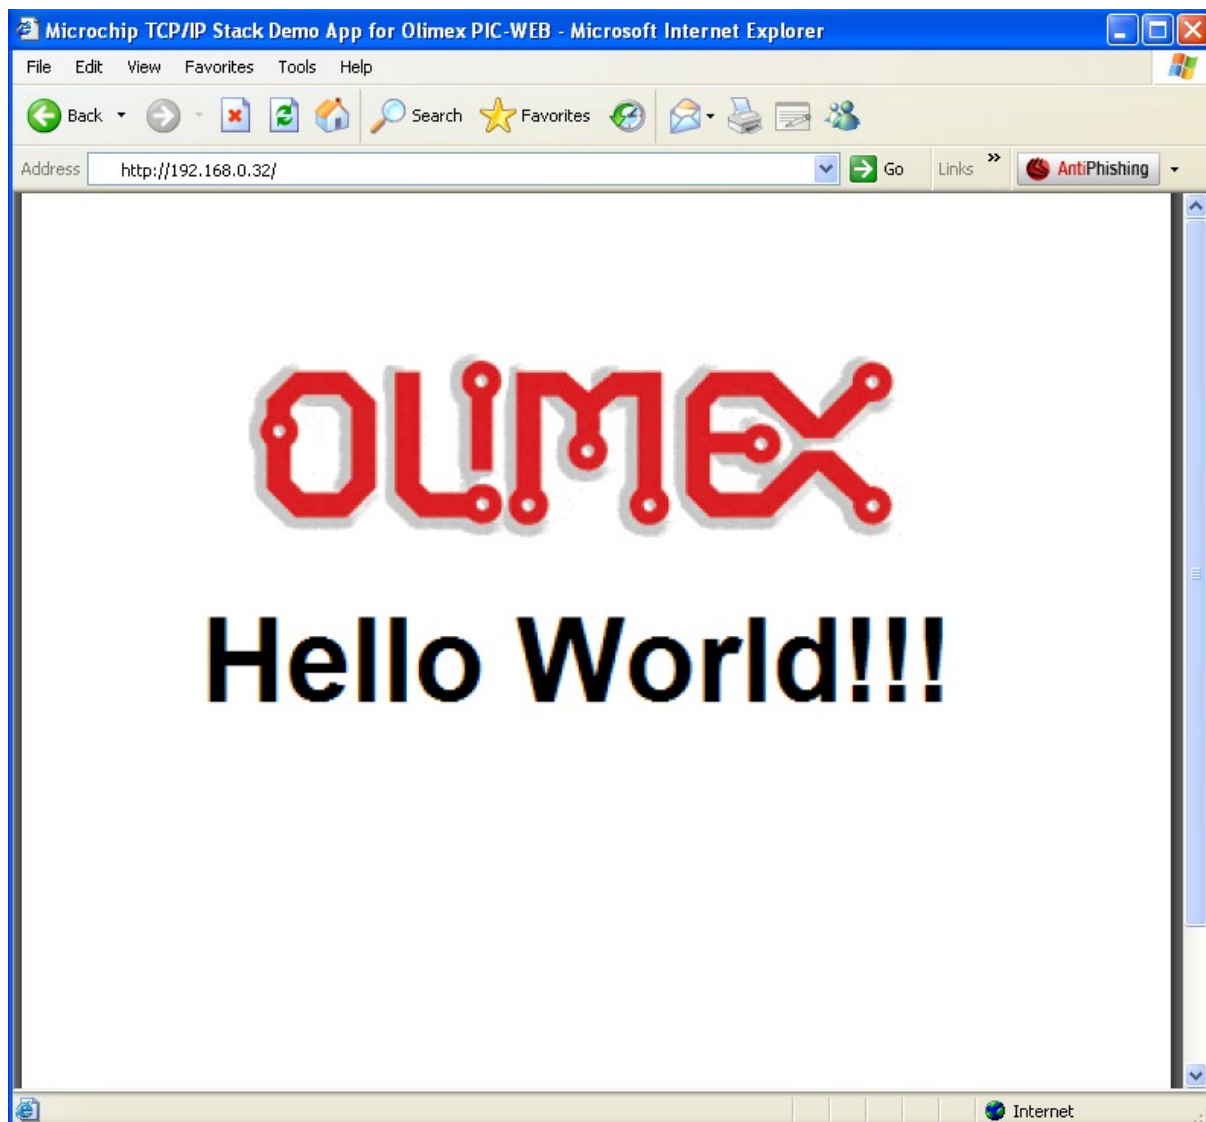 Microchip TCP/IP Stack Demo App for Olimex PIC-WEB - Microsoft Internet Explorer
File Edit View Favorites Tools Help
Back Search Favorites
Address http://192.168.0.32/ Go Links » AntiPhishing
OLiMEX
Hello World!!!
Internet